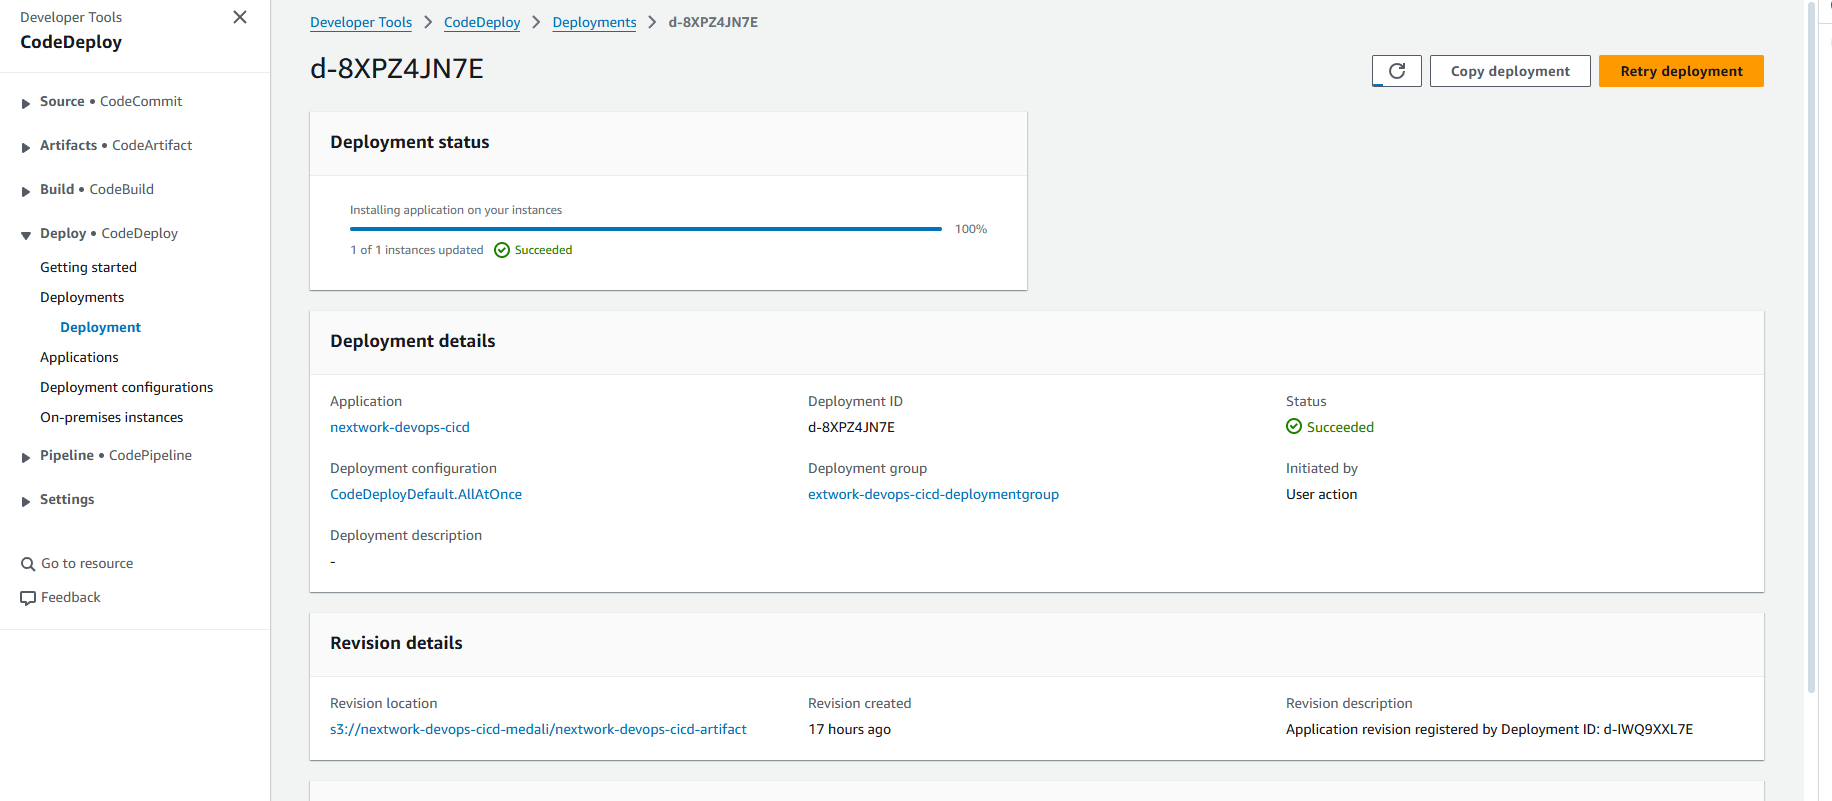 Developer Tools
CodeDeploy
Source • CodeCommit
Artifacts • CodeArtifact
Build • CodeBuild
Deploy • CodeDeploy
Getting started
Deployments
Deployment
Applications
Deployment configurations
On-premises instances
Pipeline • CodePipeline
Settings
Go to resource
Feedback
Developer Tools > CodeDeploy > Deployments > d-8XPZ4JN7E
d-8XPZ4JN7E
Copy deployment
Retry deployment
Deployment status
Installing application on your instances
100%
1 of 1 instances updated Succeeded
Deployment details
Application
nextwork-devops-cicd
Deployment ID
d-8XPZ4JN7E
Status
Succeeded
Deployment configuration
CodeDeployDefault.AllAtOnce
Deployment group
extwork-devops-cicd-deploymentgroup
Initiated by
User action
Deployment description
-
Revision details
Revision location
s3://nextwork-devops-cicd-medali/nextwork-devops-cicd-artifact
Revision created
17 hours ago
Revision description
Application revision registered by Deployment ID: d-IWQ9XXL7E